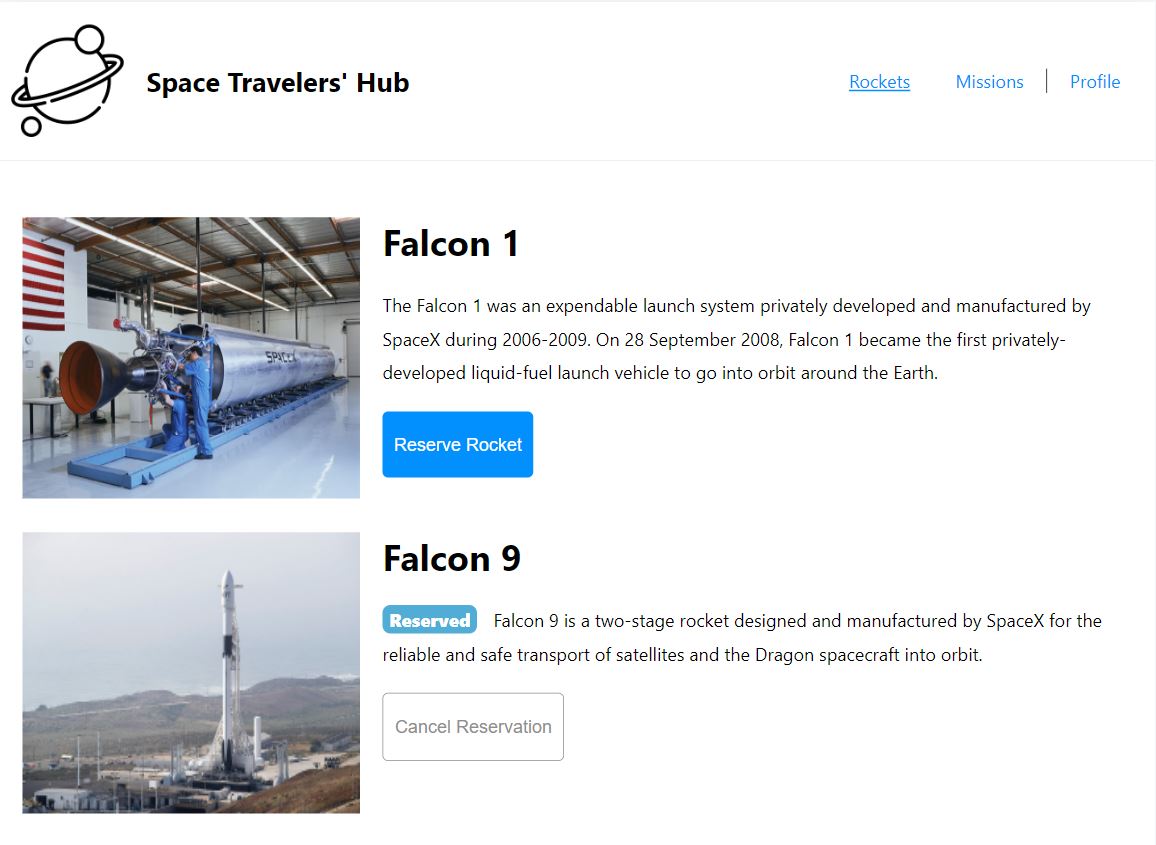 Space Travelers' Hub
Rockets
Missions
Profile
Falcon 1
The Falcon 1 was an expendable launch system privately developed and manufactured by
SpaceX during 2006-2009. On 28 September 2008, Falcon 1 became the first privately-
developed liquid-fuel launch vehicle to go into orbit around the Earth.
Reserve Rocket
SPACEX
Falcon 9
Reserved Falcon 9 is a two-stage rocket designed and manufactured by SpaceX for the
reliable and safe transport of satellites and the Dragon spacecraft into orbit.
Cancel Reservation